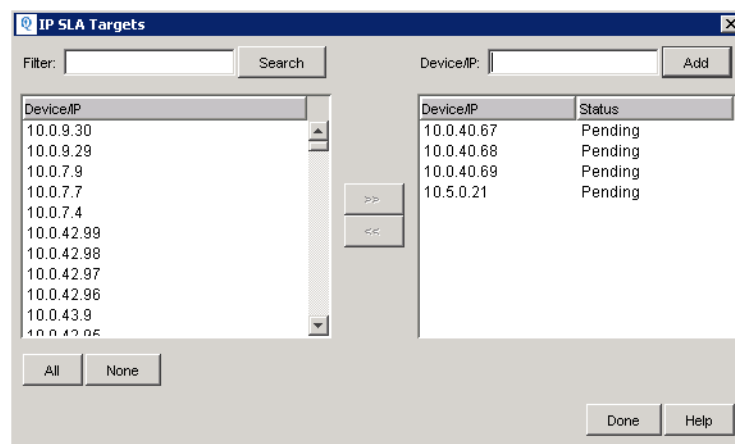 IP SLA Targets
Filter: Search Device/IP: Add
Device/IP Device/IP Status
10.0.9.30 10.0.40.67 Pending
10.0.9.29 10.0.40.68 Pending
10.0.7.9 10.0.40.69 Pending
10.0.7.7 10.5.0.21 Pending
10.0.7.4
>>
10.0.42.99
<<
10.0.42.98
10.0.42.97
10.0.42.96
10.0.43.9
10.0.42.95
All None
Done Help